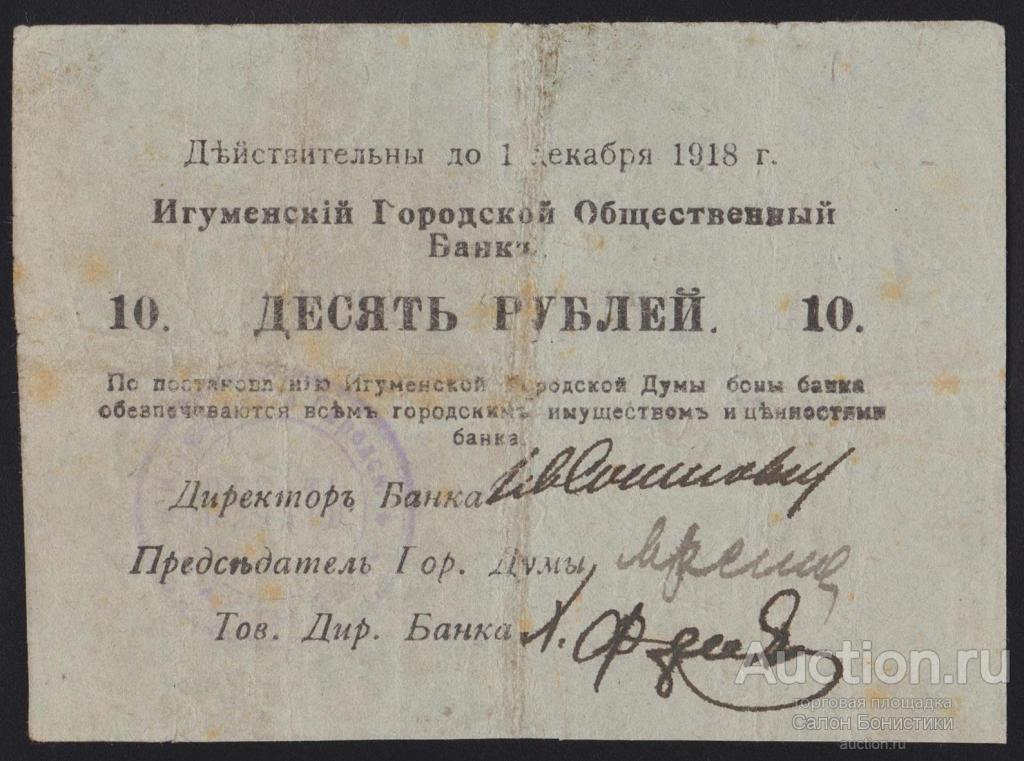 Дѣйствительны до 1 декабря 1918 г.
Игуменскій Городской Общественный
Банкъ.
10. ДЕСЯТЬ РУБЛЕЙ. 10.
По постановленію Игуменской Городской Думы боны банка
обезпечиваются всѣмъ городскимъ имуществомъ и цѣнностями
банка.
Директоръ Банка
Предсѣдатель Гор. Думы
Тов. Дир. Банка
Auction.ru
торговая площадка
Салон Бонистики
auction.ru